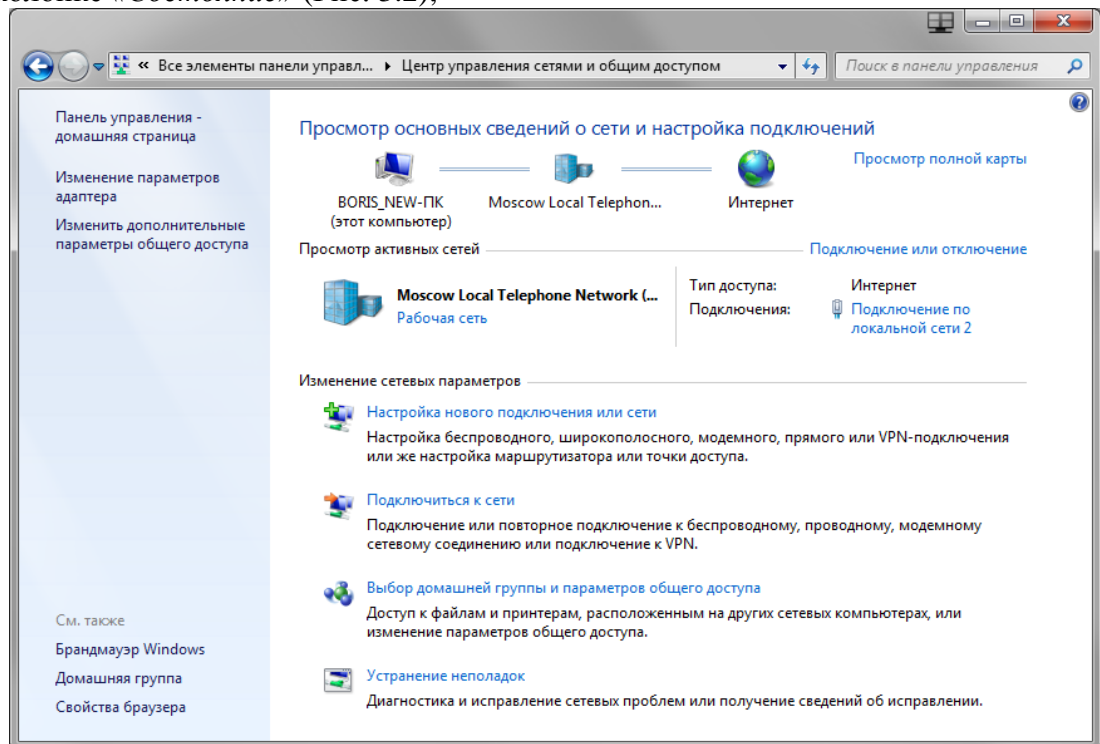 «Состояние» (Рис. 3.2);
« Все элементы панели управл... ▸ Центр управления сетями и общим доступом
Поиск в панели управления
Панель управления -
домашняя страница
Изменение параметров
адаптера
Изменить дополнительные
параметры общего доступа
Просмотр основных сведений о сети и настройка подключений
Просмотр полной карты
BORIS_NEW-ПК
(этот компьютер)
Moscow Local Telephon...
Интернет
Просмотр активных сетей
Подключение или отключение
Moscow Local Telephone Network (...
Рабочая сеть
Тип доступа: Интернет
Подключения: Подключение по
локальной сети 2
Изменение сетевых параметров
Настройка нового подключения или сети
Настройка беспроводного, широкополосного, модемного, прямого или VPN-подключения
или же настройка маршрутизатора или точки доступа.
Подключиться к сети
Подключение или повторное подключение к беспроводному, проводному, модемному
сетевому соединению или подключение к VPN.
Выбор домашней группы и параметров общего доступа
Доступ к файлам и принтерам, расположенным на других сетевых компьютерах, или
изменение параметров общего доступа.
Устранение неполадок
Диагностика и исправление сетевых проблем или получение сведений об исправлении.
См. также
Брандмауэр Windows
Домашняя группа
Свойства браузера